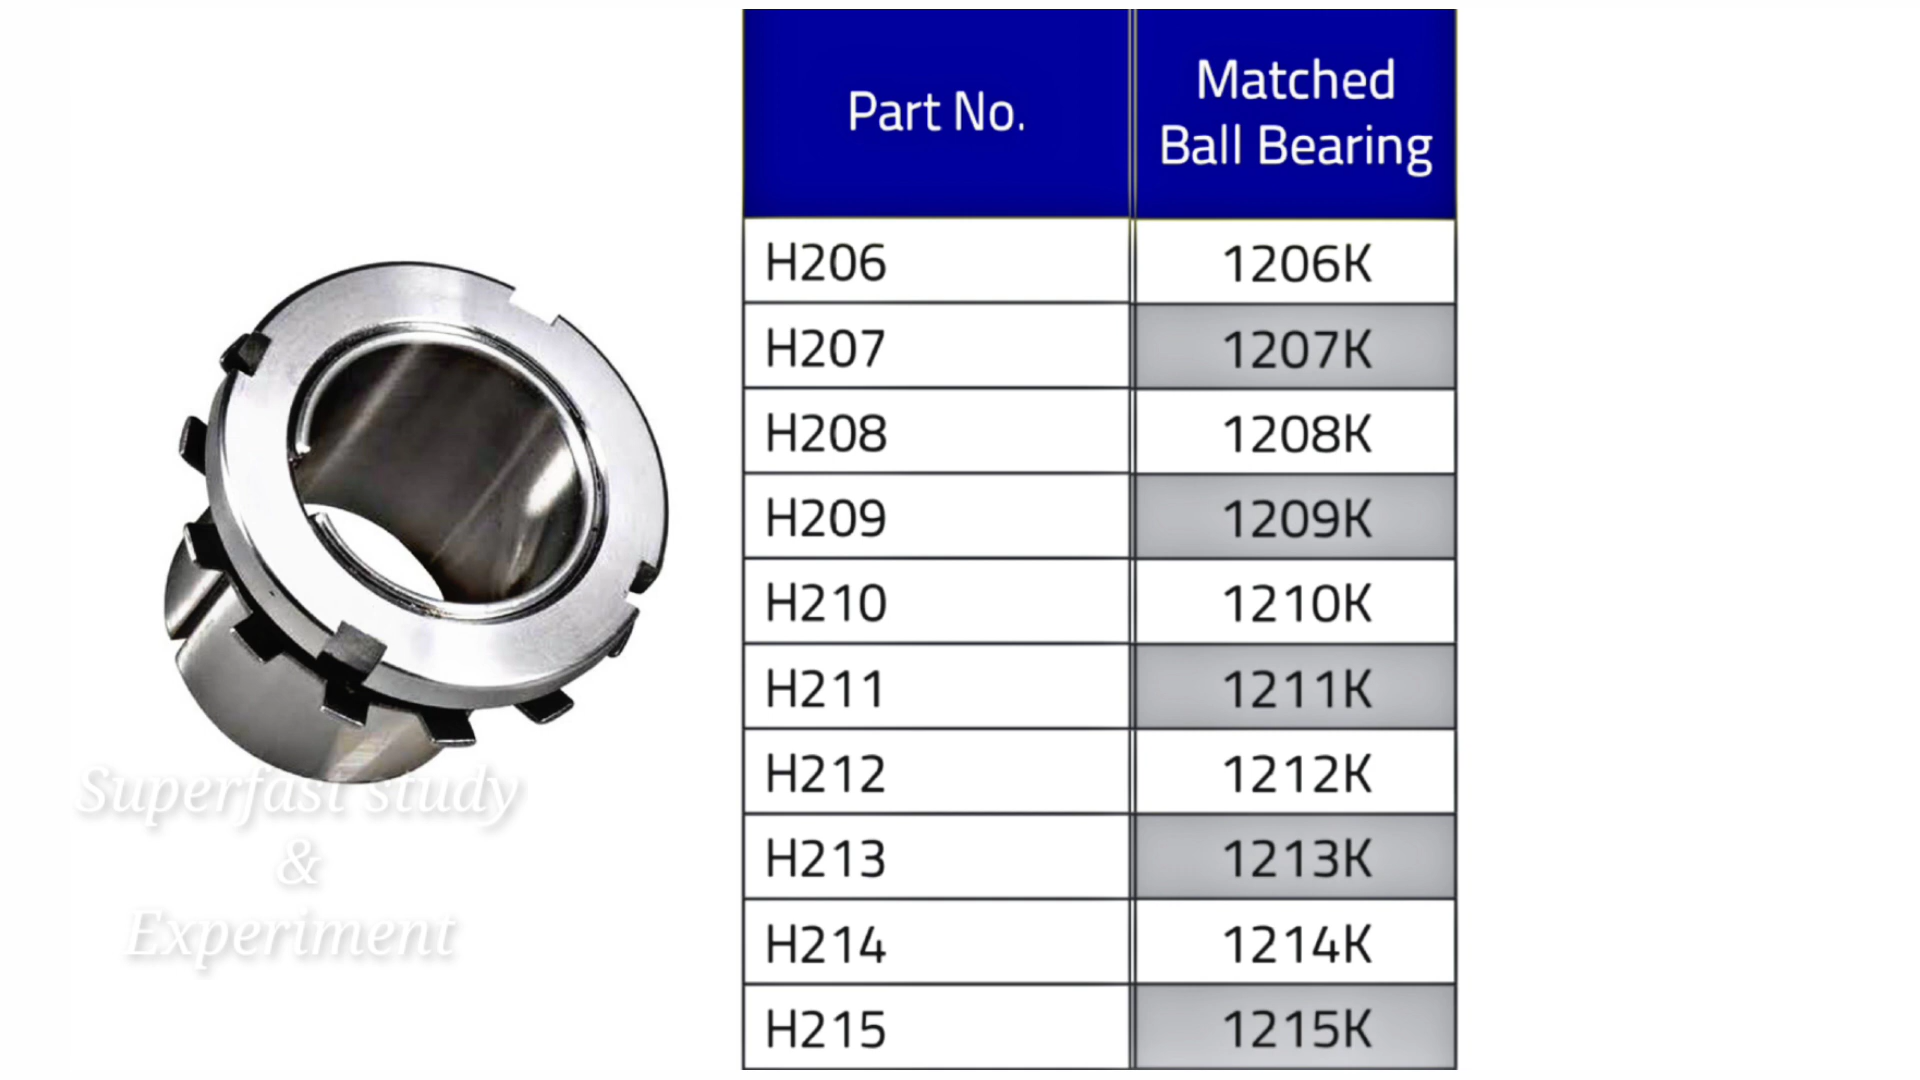 Part No.
Matched
Ball Bearing
H206 1206K
H207 1207K
H208 1208K
H209 1209K
H210 1210K
H211 1211K
H212 1212K
H213 1213K
H214 1214K
H215 1215K
Superfast study
&
Experiment